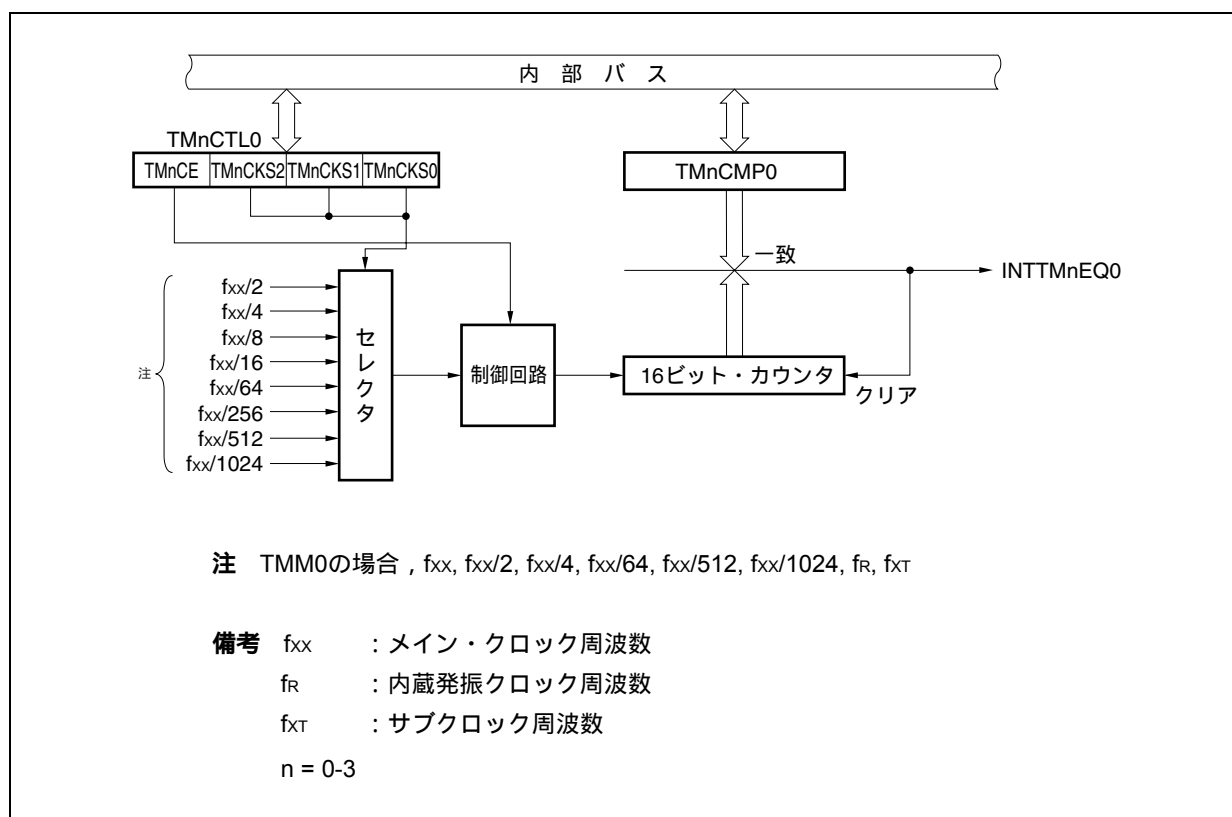 内 部 バ ス
TMnCTL0
TMnCE TMnCKS2 TMnCKS1 TMnCKS0
TMnCMP0
一致
INTTMnEQ0
注
fxx/2
fxx/4
fxx/8
fxx/16
fxx/64
fxx/256
fxx/512
fxx/1024
セレクタ
制御回路
16ビット・カウンタ
クリア
注 TMM0の場合，fxx, fxx/2, fxx/4, fxx/64, fxx/512, fxx/1024, fR, fXT
備考 fxx ：メイン・クロック周波数
fR ：内蔵発振クロック周波数
fXT ：サブクロック周波数
n = 0-3